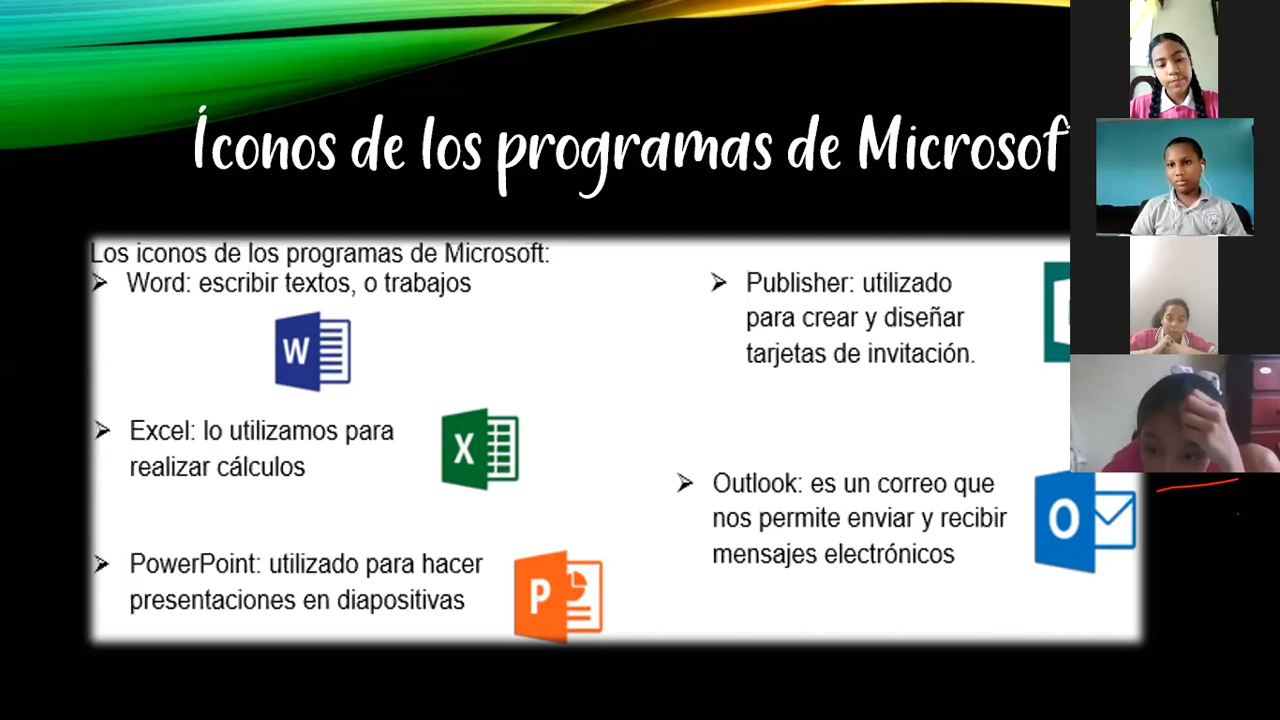 Íconos de los programas de Microsof
Los iconos de los programas de Microsoft:
➢ Word: escribir textos, o trabajos
W
➢ Excel: lo utilizamos para
realizar cálculos
X
➢ PowerPoint: utilizado para hacer
presentaciones en diapositivas
P
➢ Publisher: utilizado
para crear y diseñar
tarjetas de invitación.
➢ Outlook: es un correo que
nos permite enviar y recibir
mensajes electrónicos
O